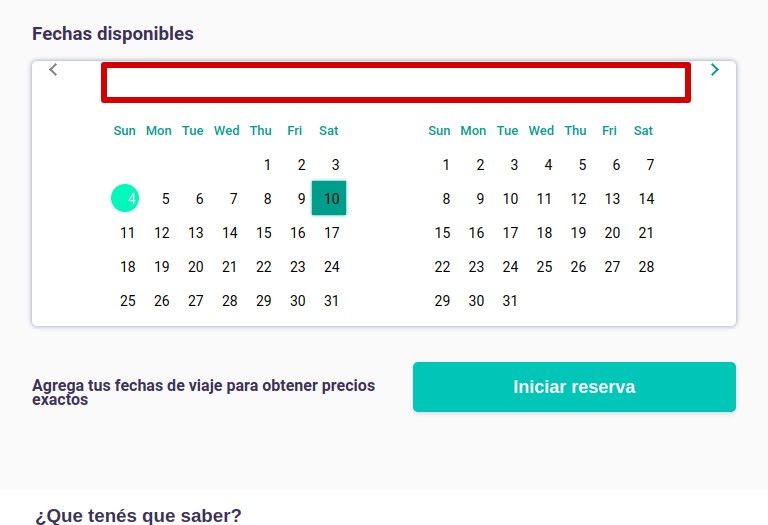 Fechas disponibles
Sun Mon Tue Wed Thu Fri Sat
1 2 3
4 5 6 7 8 9 10
11 12 13 14 15 16 17
18 19 20 21 22 23 24
25 26 27 28 29 30 31
Sun Mon Tue Wed Thu Fri Sat
1 2 3 4 5 6 7
8 9 10 11 12 13 14
15 16 17 18 19 20 21
22 23 24 25 26 27 28
29 30 31
Agrega tus fechas de viaje para obtener precios
exactos
Iniciar reserva
¿Que tenés que saber?